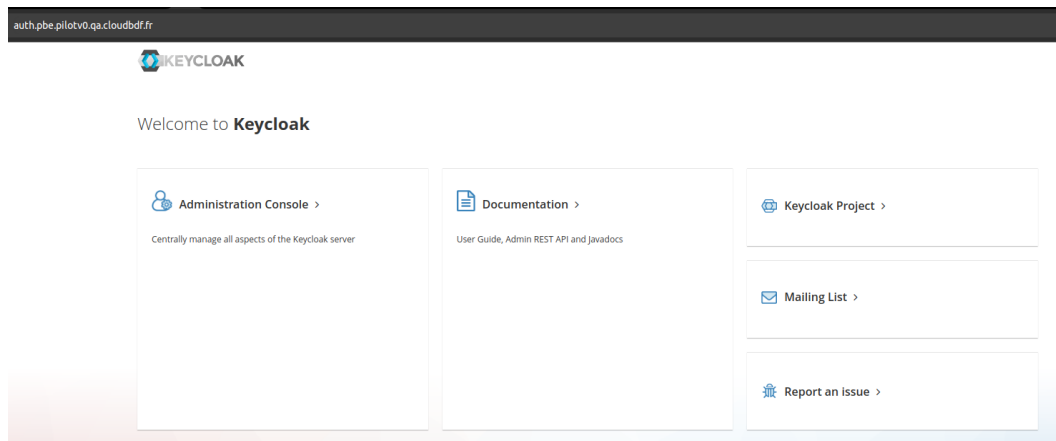 auth.pbe.pilotv0.qa.cloudbdf.fr
KEYCLOAK
Welcome to Keycloak
Administration Console >
Centrally manage all aspects of the Keycloak server
Documentation >
User Guide, Admin REST API and Javadocs
Keycloak Project >
Mailing List >
Report an issue >